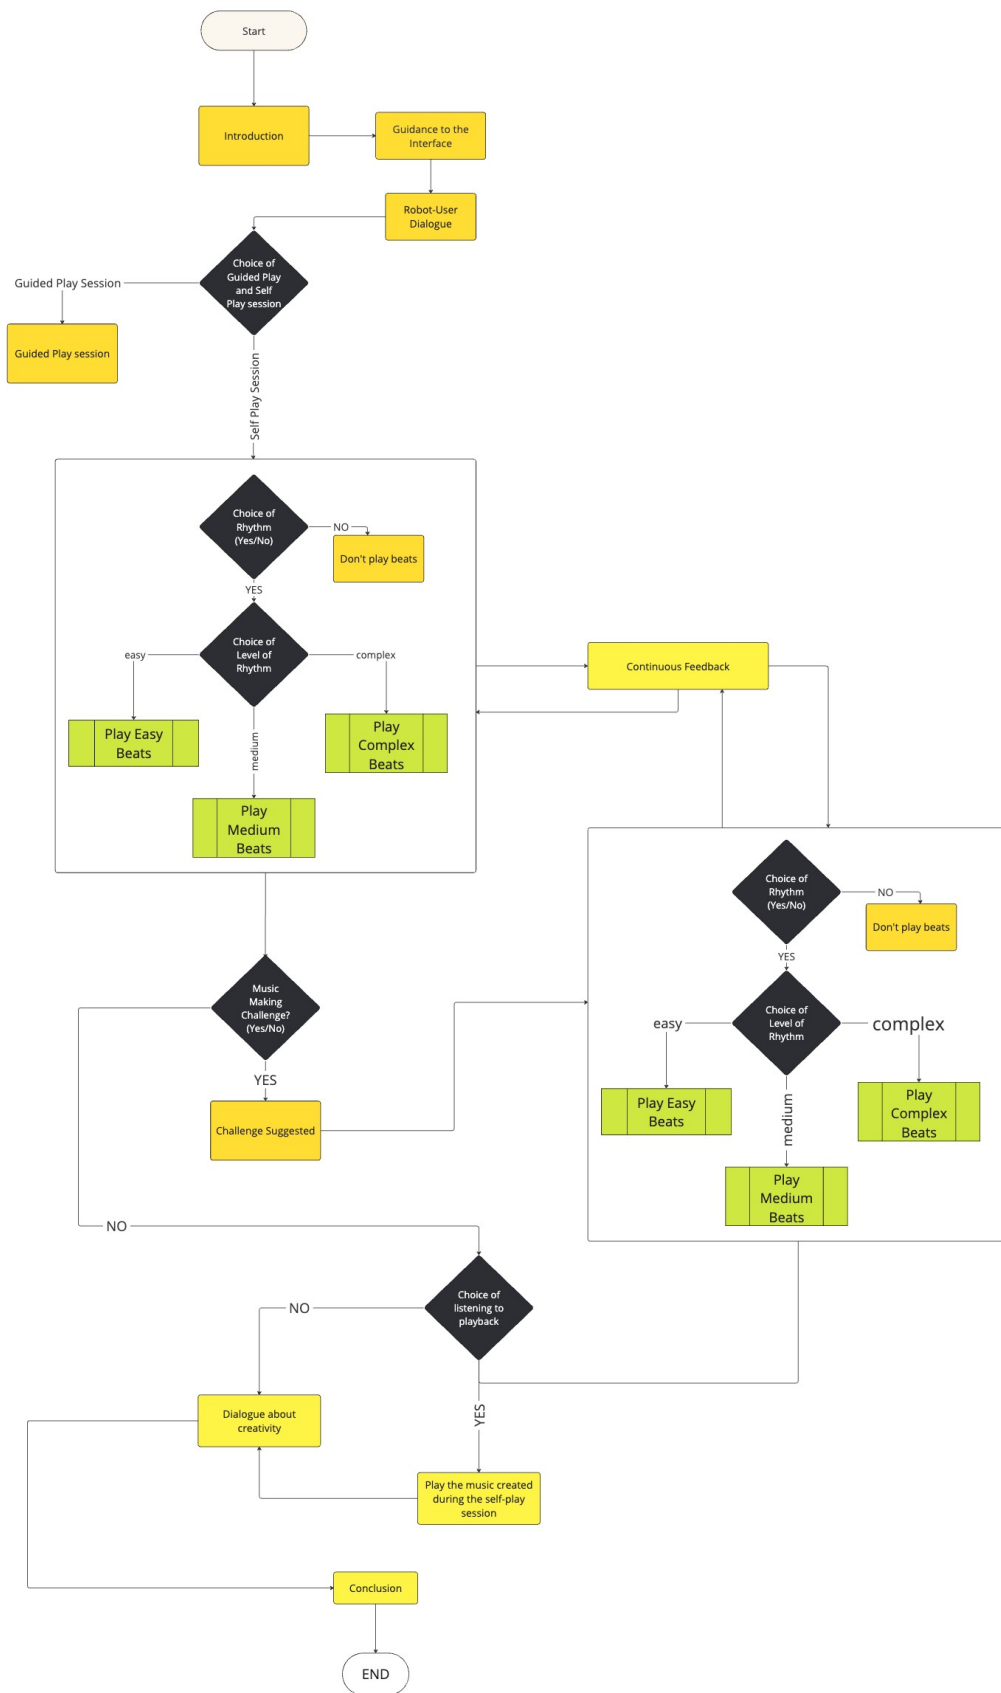 Start
Introduction
Guidance to the
Interface
Robot-User
Dialogue
Choice of
Guided Play
and Self
Play session
Guided Play Session
Guided Play session
Self Play Session
Choice of
Rhythm
(Yes/No)
NO
Don't play beats
YES
Choice of
Level of
Rhythm
easy
complex
Play Easy
Beats
medium
Play
Complex
Beats
Play
Medium
Beats
Continuous Feedback
Choice of
Rhythm
(Yes/No)
NO
Don't play beats
YES
Choice of
Level of
Rhythm
easy
complex
Play Easy
Beats
medium
Play
Complex
Beats
Play
Medium
Beats
Music
Making
Challenge?
(Yes/No)
YES
Challenge Suggested
NO
Choice of
listening to
playback
NO
YES
Dialogue about
creativity
Play the music created
during the self-play
session
Conclusion
END